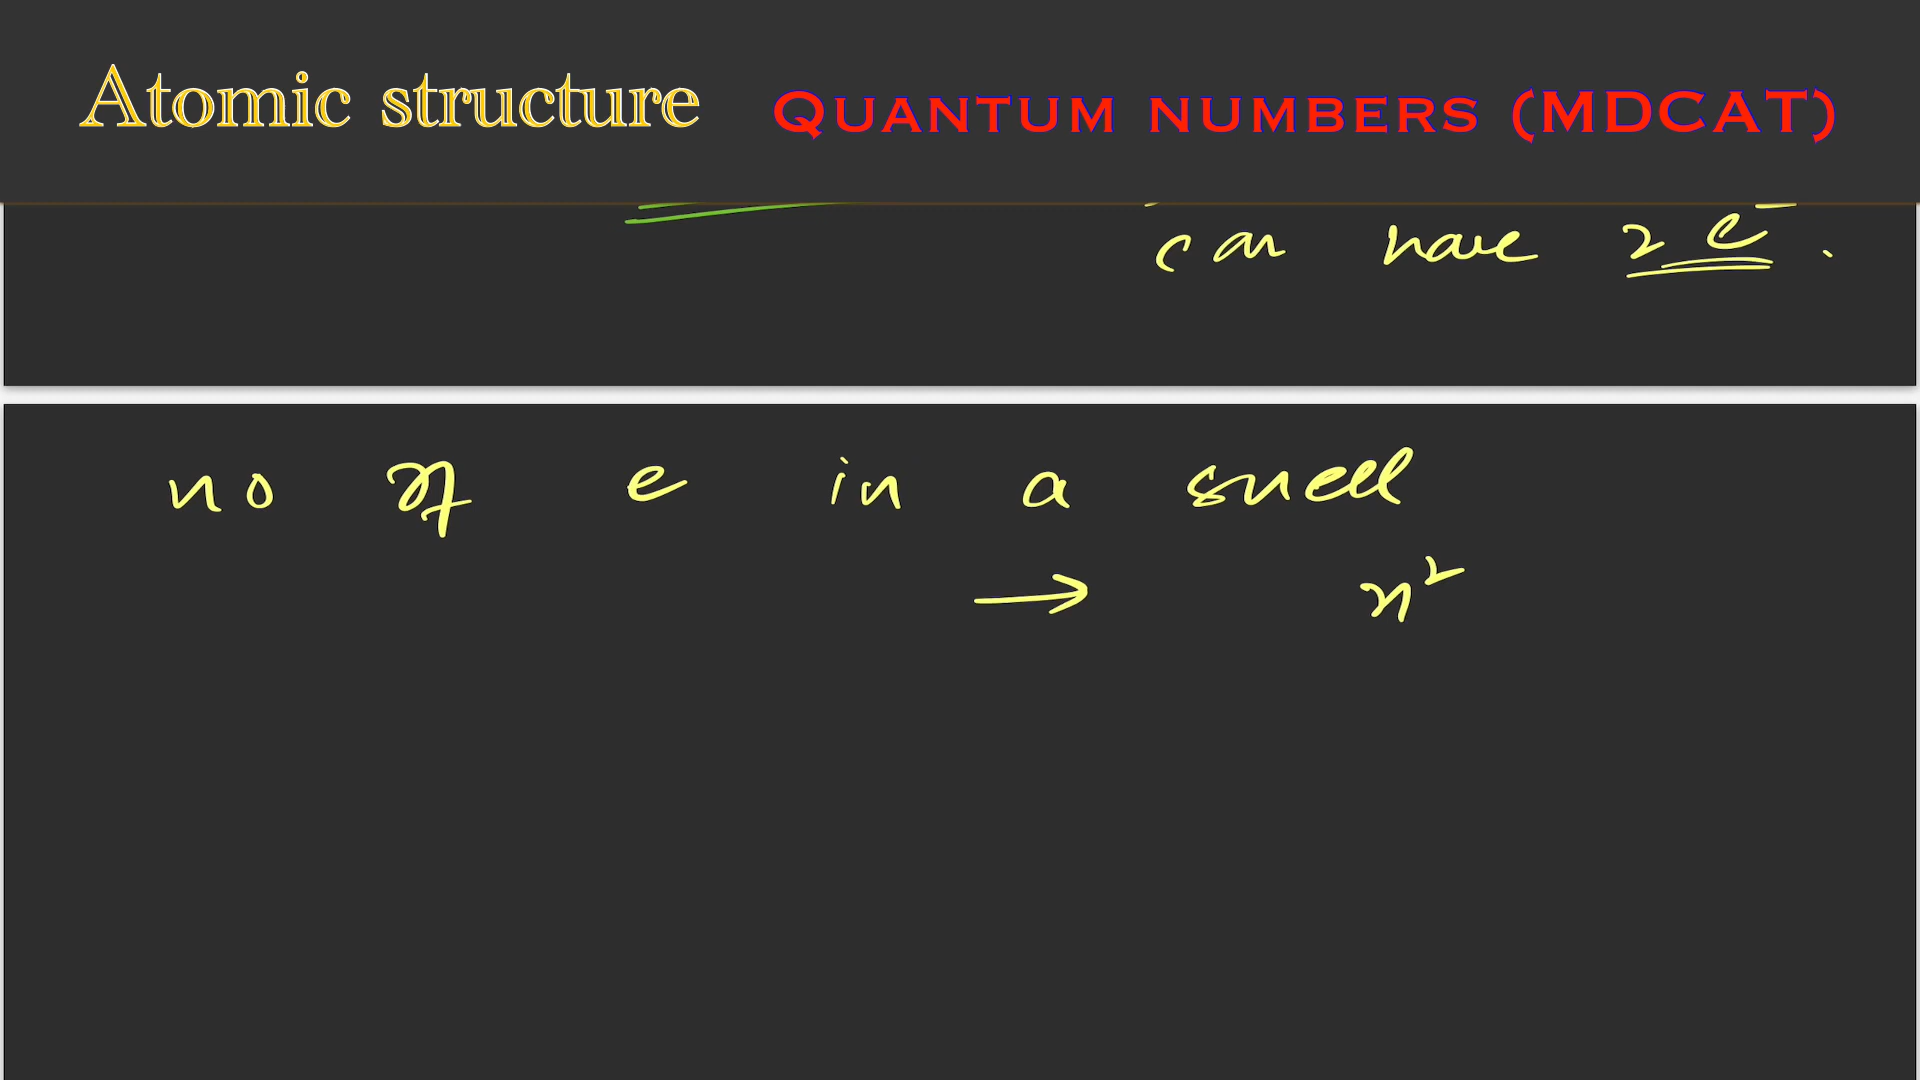 Atomic structure QUANTUM NUMBERS (MDCAT)
can have 2 e⁻.
no of e in a shell
→ n²